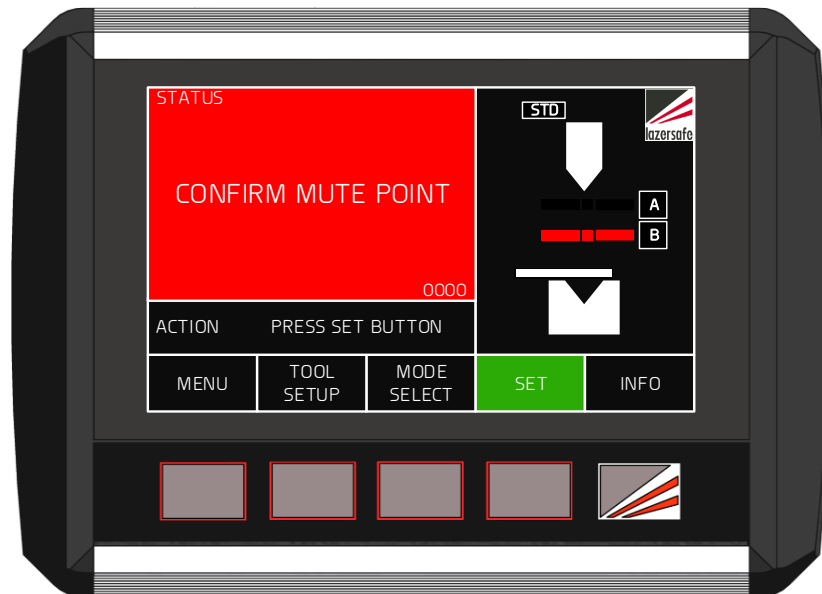 STATUS
CONFIRM MUTE POINT
0000
ACTION PRESS SET BUTTON
STD
lazersafe
A
B
MENU
TOOL
SETUP
MODE
SELECT
SET
INFO